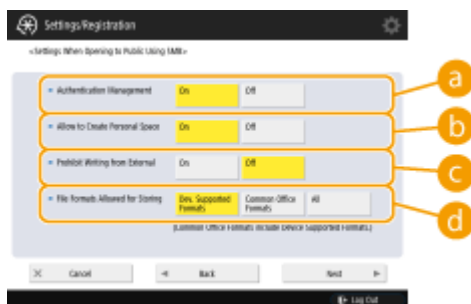 Settings/Registration
<Settings When Opening to Public Using SMB>
Authentication Management On Off
a
Allow to Create Personal Space On Off
b
Prohibit Writing from External On Off
c
File Formats Allowed for Storing Dev. Supported Formats Common Office Formats All
d
(Common Office Formats include Device Supported Formats.)
Cancel Back Next
Log Out